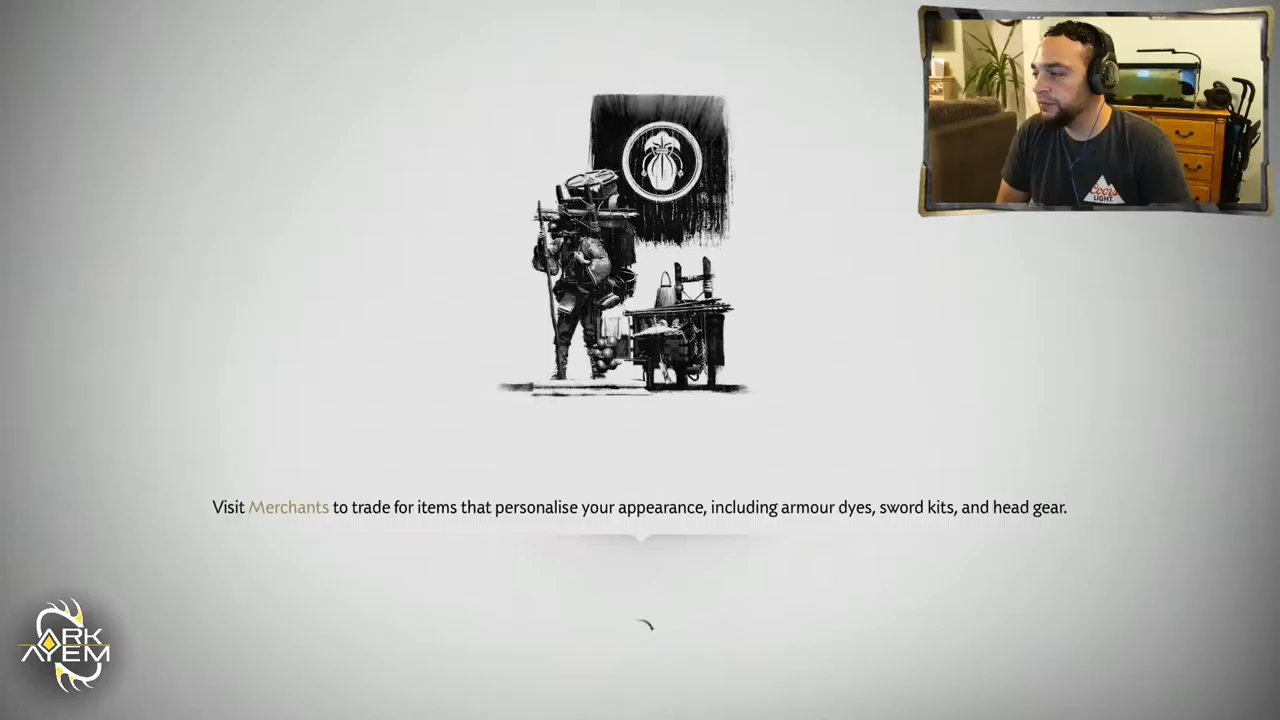 Coors
LIGHT.
Visit Merchants to trade for items that personalise your appearance, including armour dyes, sword kits, and head gear.
ARK
AYEM